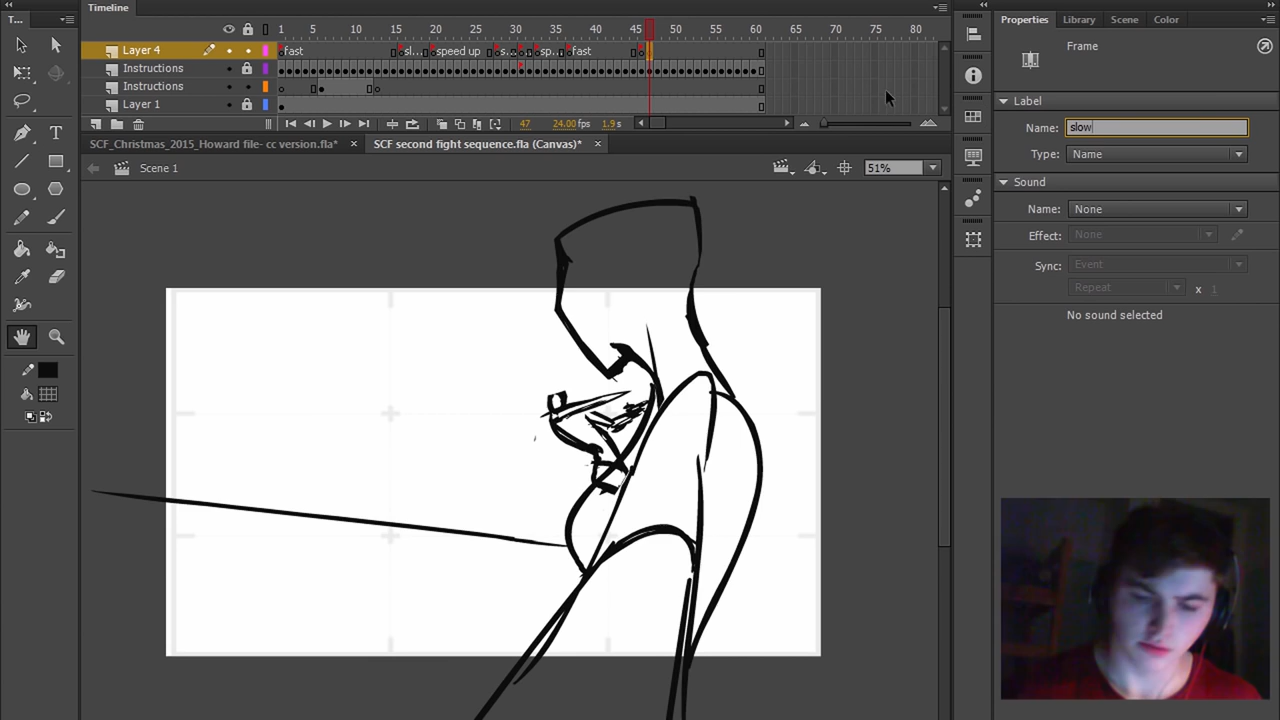 T...
Timeline
Properties Library Scene Color
1 5 10 15 20 25 30 35 40 45 50 55 60 65 70 75 80
Layer 4 fast sl... speed up s... sp... fast
Instructions
Instructions
Layer 1
47 24.00 fps 1.9 s
SCF_Christmas_2015_Howard file- cc version.fla* × SCF second fight sequence.fla (Canvas)* ×
Scene 1 51%
Frame
Label
Name: slow
Type: Name
Sound
Name: None
Effect: None
Sync: Event
Repeat x 1
No sound selected